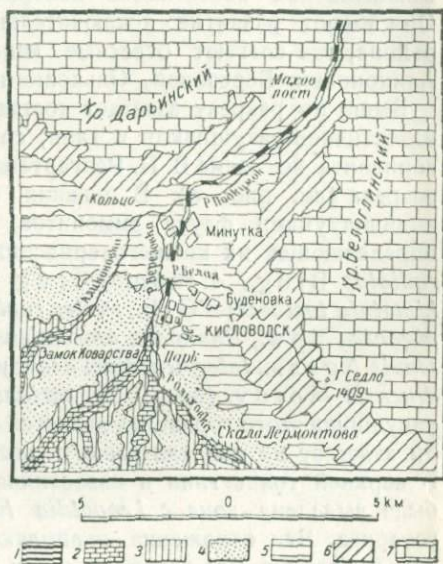 Махов
пост
Хр Дарьинский
Р Подкумок
Г Кольцо
Хр Белоглинский
МИНУТКА
Р Аликоновка
Р Березовка
Р.Белая
БУДЕНОВКА
КИСЛОВОДСК
Замок Коварства
Парк
Г Седло
1409
Р Ольховка
Скала Лермонтова
5 0 5 км
1 2 3 4 5 6 7